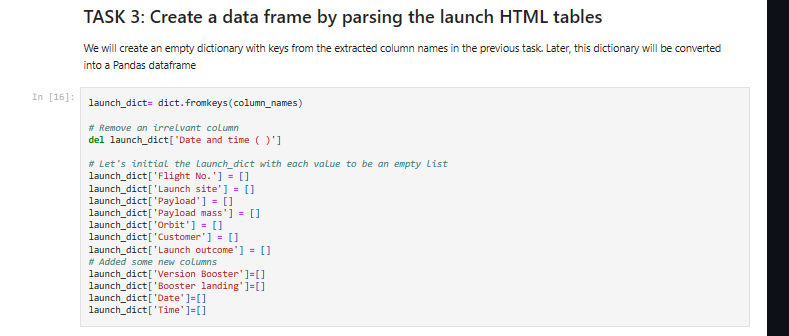 TASK 3: Create a data frame by parsing the launch HTML tables
We will create an empty dictionary with keys from the extracted column names in the previous task. Later, this dictionary will be converted
into a Pandas dataframe
In [16]:
launch_dict= dict.fromkeys(column_names)
# Remove an irrelvant column
del launch_dict['Date and time ( )']
# Let's initial the launch_dict with each value to be an empty list
launch_dict['Flight No.'] = []
launch_dict['Launch site'] = []
launch_dict['Payload'] = []
launch_dict['Payload mass'] = []
launch_dict['Orbit'] = []
launch_dict['Customer'] = []
launch_dict['Launch outcome'] = []
# Added some new columns
launch_dict['Version Booster']=[]
launch_dict['Booster landing']=[]
launch_dict['Date']=[]
launch_dict['Time']=[]